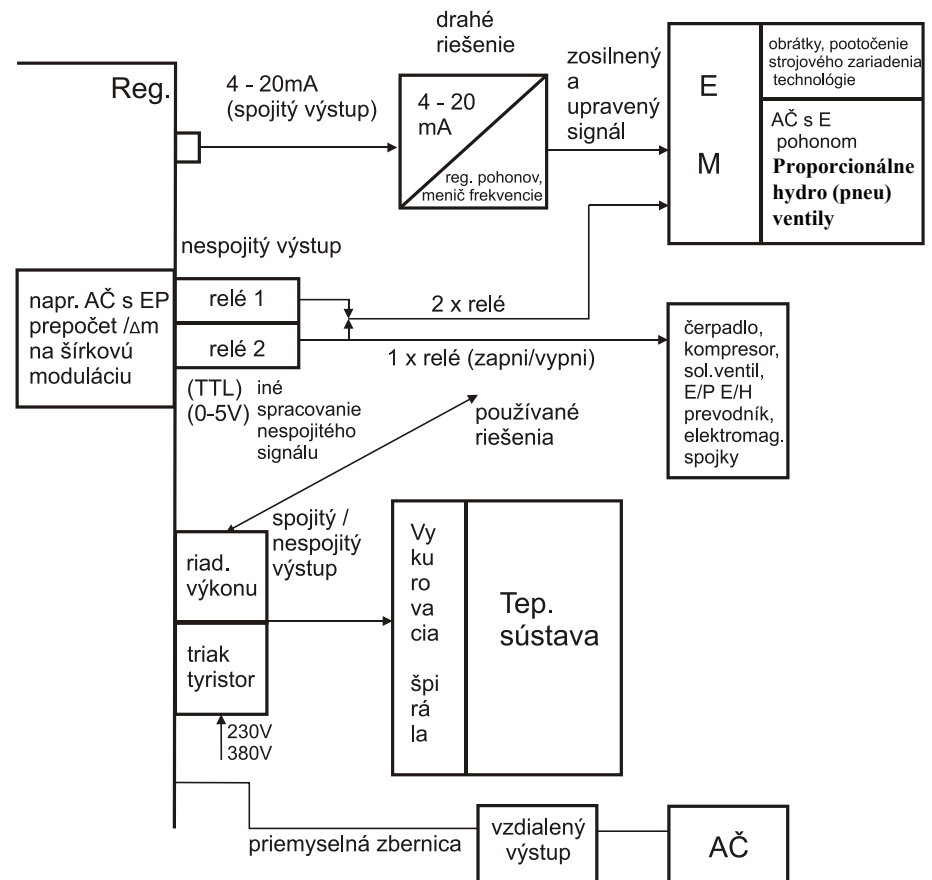 drahé
riešenie
Reg.
4 - 20mA
(spojitý výstup)
4 - 20
mA
reg. pohonov,
menič frekvencie
zosilnený
a
upravený
signál
E
M
obrátky, pootočenie
strojového zariadenia
technológie
AČ s E
pohonom
Proporcionálne
hydro (pneu)
ventily
nespojitý výstup
napr. AČ s EP
prepočet /∆m
na šírkovú
moduláciu
relé 1
relé 2
2 x relé
1 x relé (zapni/vypni)
čerpadlo,
kompresor,
sol.ventil,
E/P E/H
prevodník,
elektromag.
spojky
(TTL)
(0-5V)
iné
spracovanie
nespojitého
signálu
používané
riešenia
spojitý /
nespojitý
výstup
riad.
výkonu
triak
tyristor
230V
380V
Vy
ku
ro
va
cia
špi
rá
la
Tep.
sústava
priemyselná zbernica
vzdialený
výstup
AČ